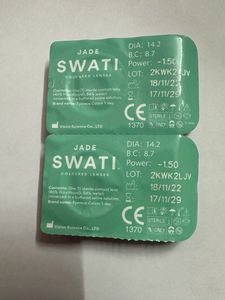 JADE
SWATI
COLOURED LENSES
DIA: 14.2
B.C: 8.7
Power: -1.50
LOT: 2KWK2LJV
18/11/22
17/11/29
CE
1370
STERILE
Vision Science Co., LTD
JADE
SWATI
COLOURED LENSES
DIA: 14.2
B.C: 8.7
Power: -1.50
LOT: 2KWK2LJV
18/11/22
17/11/29
CE
1370
STERILE
Vision Science Co., LTD